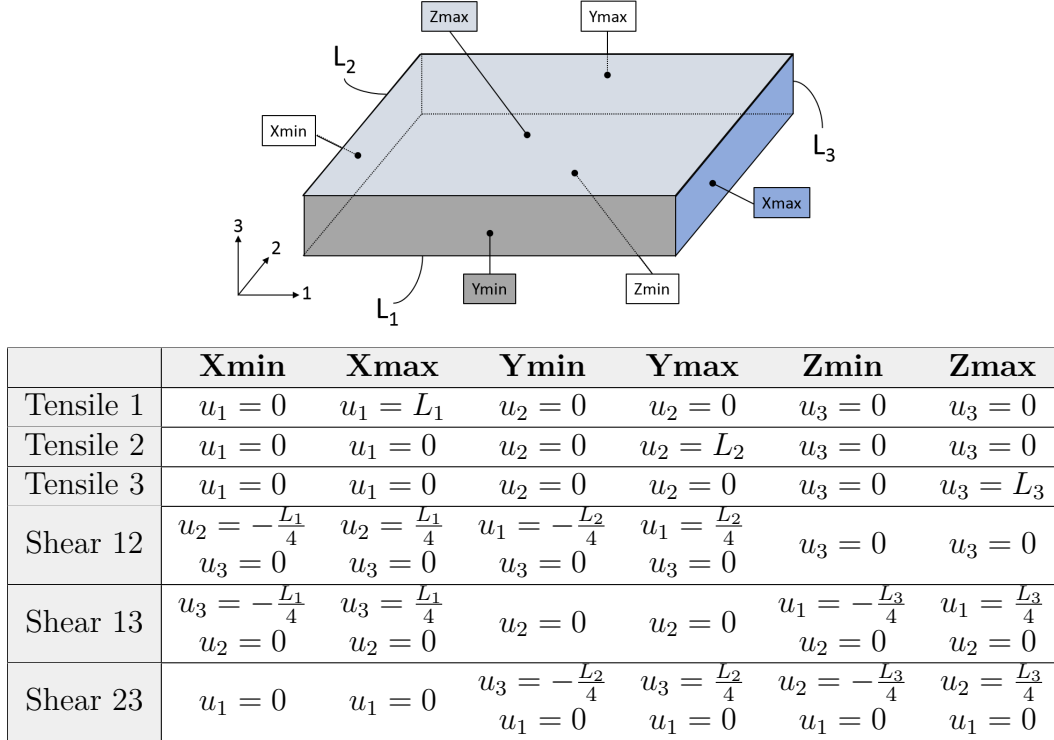 Zmax
Ymax
L₂
Xmin
L₃
Xmax
3
2
1
L₁
Ymin
Zmin
Xmin Xmax Ymin Ymax Zmin Zmax
Tensile 1 u₁ = 0 u₁ = L₁ u₂ = 0 u₂ = 0 u₃ = 0 u₃ = 0
Tensile 2 u₁ = 0 u₁ = 0 u₂ = 0 u₂ = L₂ u₃ = 0 u₃ = 0
Tensile 3 u₁ = 0 u₁ = 0 u₂ = 0 u₂ = 0 u₃ = 0 u₃ = L₃
Shear 12 u₂ = −L₁/4 u₂ = L₁/4 u₁ = −L₂/4 u₁ = L₂/4 u₃ = 0 u₃ = 0
u₃ = 0 u₃ = 0 u₃ = 0 u₃ = 0
Shear 13 u₃ = −L₁/4 u₃ = L₁/4 u₂ = 0 u₂ = 0 u₁ = −L₃/4 u₁ = L₃/4
u₂ = 0 u₂ = 0 u₂ = 0 u₂ = 0
Shear 23 u₁ = 0 u₁ = 0 u₃ = −L₂/4 u₃ = L₂/4 u₂ = −L₃/4 u₂ = L₃/4
u₁ = 0 u₁ = 0 u₁ = 0 u₁ = 0